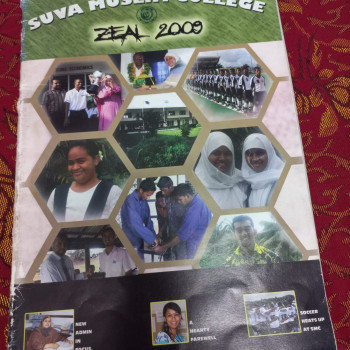 SUVA MUSLIM COLLEGE
ZEAL 2009
NEW
ADMIN
IN
FOCUS
A
HEARTY
FAREWELL
SOCCER
HEATS UP
AT SMC